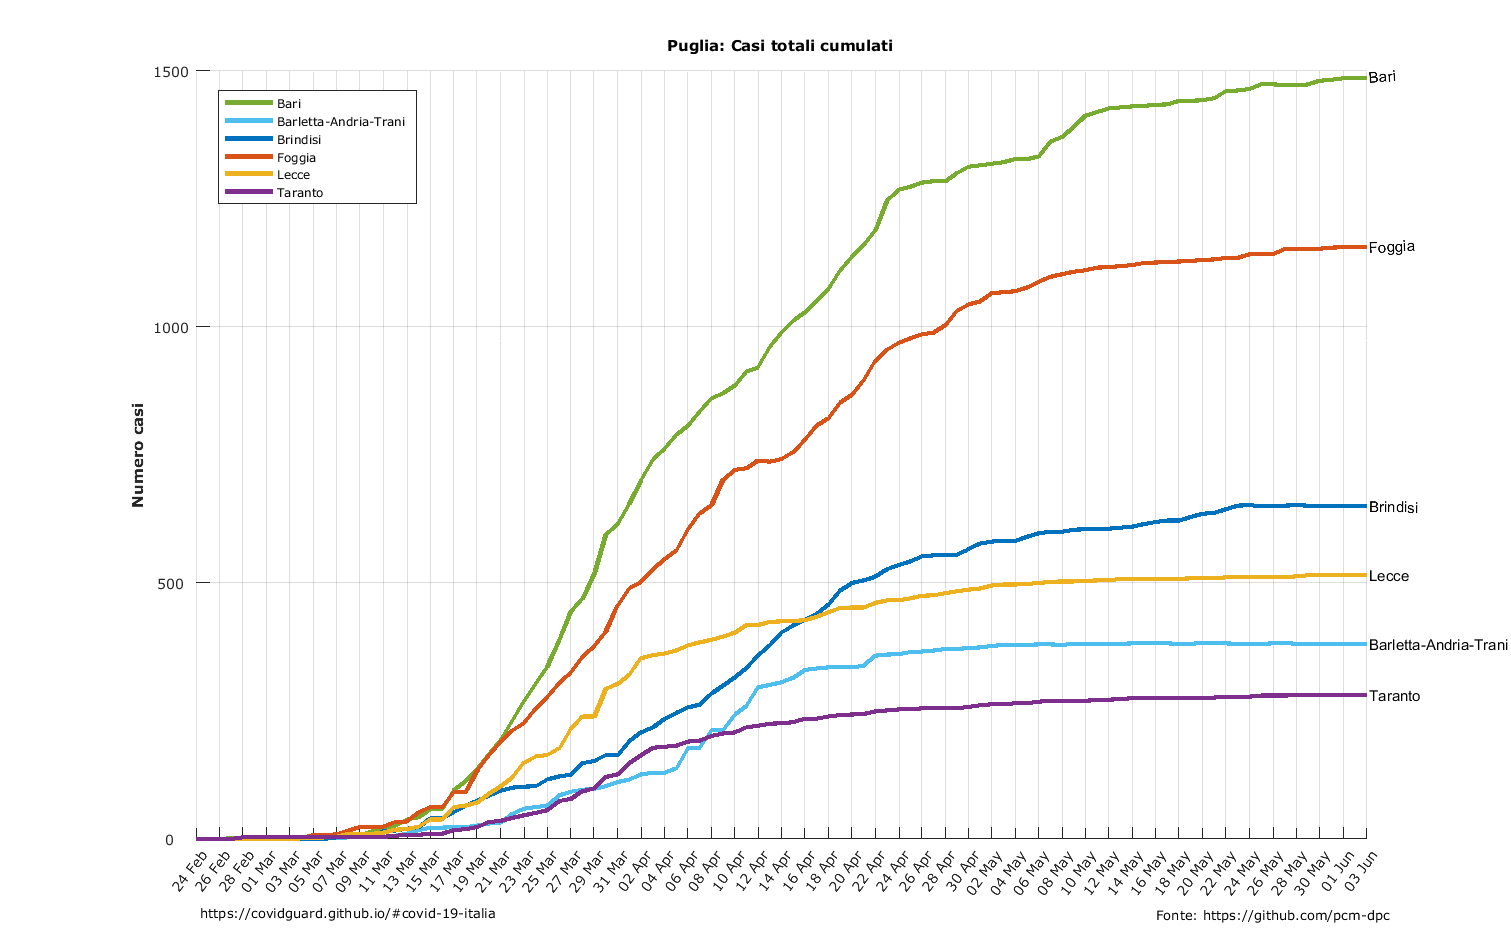 Puglia: Casi totali cumulati
1500
1000
500
0
Numero casi
Bari
Barletta-Andria-Trani
Brindisi
Foggia
Lecce
Taranto
Bari
Foggia
Brindisi
Lecce
Barletta-Andria-Trani
Taranto
24 Feb
26 Feb
28 Feb
01 Mar
03 Mar
05 Mar
07 Mar
09 Mar
11 Mar
13 Mar
15 Mar
17 Mar
19 Mar
21 Mar
23 Mar
25 Mar
27 Mar
29 Mar
31 Mar
02 Apr
04 Apr
06 Apr
08 Apr
10 Apr
12 Apr
14 Apr
16 Apr
18 Apr
20 Apr
22 Apr
24 Apr
26 Apr
28 Apr
30 Apr
02 May
04 May
06 May
08 May
10 May
12 May
14 May
16 May
18 May
20 May
22 May
24 May
26 May
28 May
30 May
01 Jun
03 Jun
https://covidguard.github.io/#covid-19-italia
Fonte: https://github.com/pcm-dpc